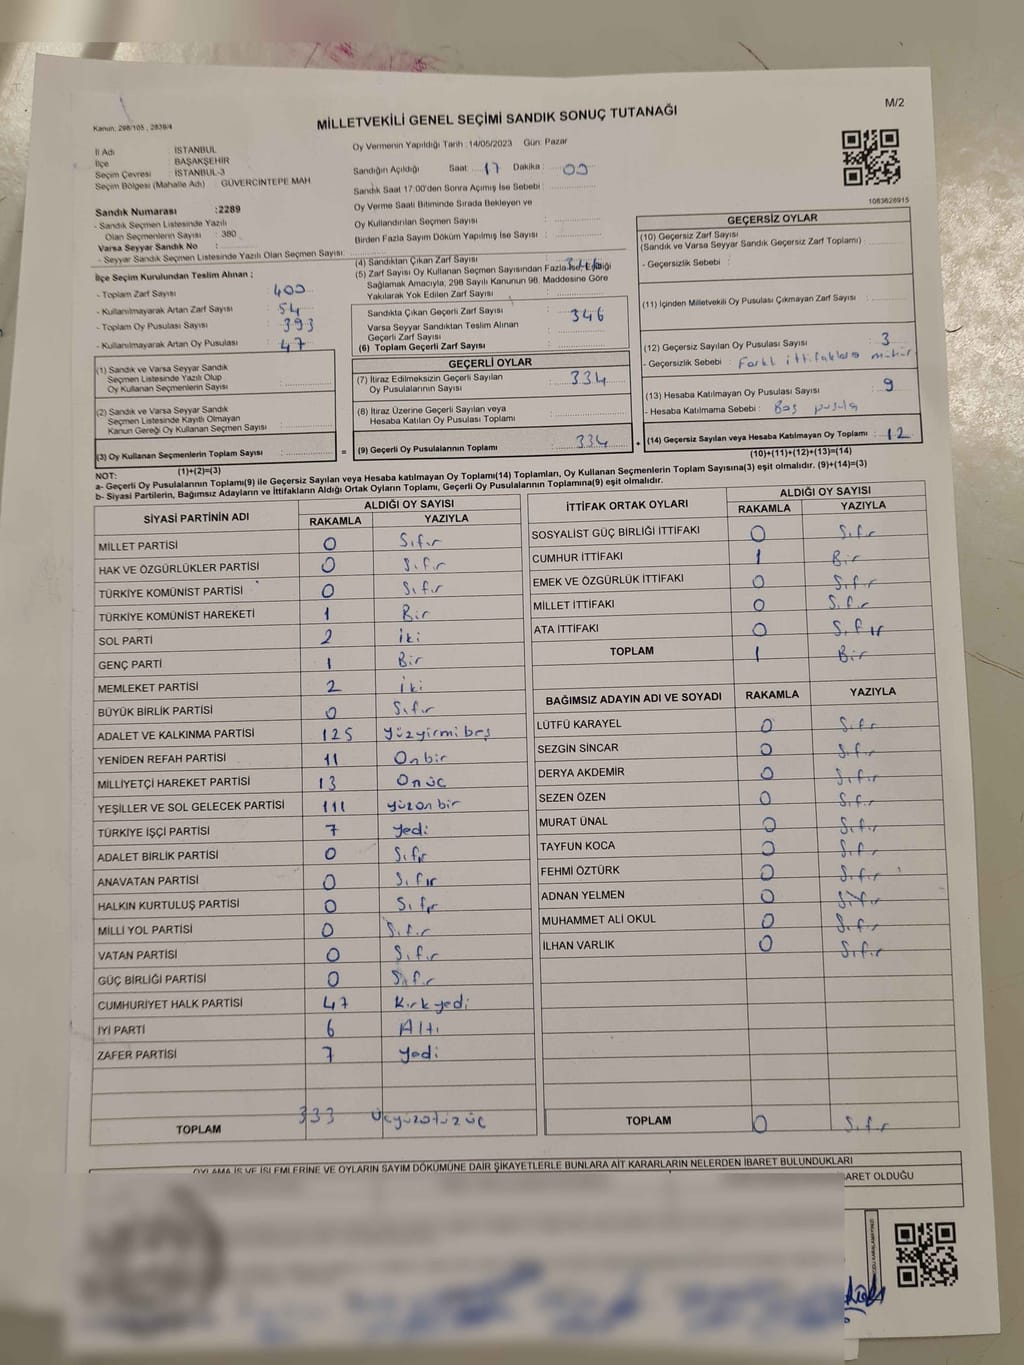 M/2
Kanun, 298/105 , 2839/4
MİLLETVEKİLİ GENEL SEÇİMİ SANDIK SONUÇ TUTANAĞI
İl Adı : İSTANBUL
İlçe : BAŞAKŞEHİR
Seçim Çevresi : İSTANBUL-3
Seçim Bölgesi (Mahalle Adı) : GÜVERCİNTEPE MAH
Sandık Numarası :2289
- Sandık Seçmen Listesinde Yazılı
Olan Seçmenlerin Sayısı : 380
Varsa Seyyar Sandık No :
- Seyyar Sandık Seçmen Listesinde Yazılı Olan Seçmen Sayısı
İlçe Seçim Kurulundan Teslim Alınan ;
- Toplam Zarf Sayısı : 400
- Kullanılmayarak Artan Zarf Sayısı : 54
- Toplam Oy Pusulası Sayısı : 393
- Kullanılmayarak Artan Oy Pusulası : 47
(1) Sandık ve Varsa Seyyar Sandık
Seçmen Listesinde Yazılı Olup
Oy Kullanan Seçmenlerin Sayısı :
(2) Sandık ve Varsa Seyyar Sandık
Seçmen Listesinde Kayıtlı Olmayan
Kanun Gereği Oy Kullanan Seçmen Sayısı :
(3) Oy Kullanan Seçmenlerin Toplam Sayısı :
(1)+(2)=(3)
Oy Vermenin Yapıldığı Tarih : 14/05/2023 Gün: Pazar
Sandığın Açıldığı Saat : 17 Dakika : 00
Sandık Saat 17:00'den Sonra Açımış İse Sebebi :
Oy Verme Saati Bitiminde Sırada Bekleyen ve
Oy Kullandırılan Seçmen Sayısı :
Birden Fazla Sayım Döküm Yapılmış İse Sayısı :
(4) Sandıktan Çıkan Zarf Sayısı
(5) Zarf Sayısı Oy Kullanan Seçmen Sayısından Fazla İse, Eşitliği
Sağlamak Amacıyla; 298 Sayılı Kanunun 98. Maddesine Göre
Yakılarak Yok Edilen Zarf Sayısı :
Sandıkta Çıkan Geçerli Zarf Sayısı : 346
Varsa Seyyar Sandıktan Teslim Alınan
Geçerli Zarf Sayısı :
(6) Toplam Geçerli Zarf Sayısı :
GEÇERLİ OYLAR
(7) İtiraz Edilmeksizin Geçerli Sayılan
Oy Pusulalarının Sayısı : 334
(8) İtiraz Üzerine Geçerli Sayılan veya
Hesaba Katılan Oy Pusulası Toplamı :
= (9) Geçerli Oy Pusulalarının Toplamı : 334
1083628915
GEÇERSİZ OYLAR
(10) Geçersiz Zarf Sayısı
(Sandık ve Varsa Seyyar Sandık Geçersiz Zarf Toplamı) :
- Geçersizlik Sebebi :
(11) İçinden Milletvekili Oy Pusulası Çıkmayan Zarf Sayısı :
(12) Geçersiz Sayılan Oy Pusulası Sayısı : 3
- Geçersizlik Sebebi : Farklı ittifaklara mühür
(13) Hesaba Katılmayan Oy Pusulası Sayısı : 9
- Hesaba Katılmama Sebebi : Boş pusula
+ (14) Geçersiz Sayılan veya Hesaba Katılmayan Oy Toplamı : 12
(10)+(11)+(12)+(13)=(14)
NOT:
a- Geçerli Oy Pusulalarının Toplamı(9) ile Geçersiz Sayılan veya Hesaba katılmayan Oy Toplamı(14) Toplamları, Oy Kullanan Seçmenlerin Toplam Sayısına(3) eşit olmalıdır. (9)+(14)=(3)
b- Siyasi Partilerin, Bağımsız Adayların ve İttifakların Aldığı Ortak Oyların Toplamı, Geçerli Oy Pusulalarının Toplamına(9) eşit olmalıdır.
SİYASİ PARTİNİN ADI ALDIĞI OY SAYISI
RAKAMLA YAZIYLA
MİLLET PARTİSİ 0 Sıfır
HAK VE ÖZGÜRLÜKLER PARTİSİ 0 Sıfır
TÜRKİYE KOMÜNİST PARTİSİ 0 Sıfır
TÜRKİYE KOMÜNİST HAREKETİ 1 Bir
SOL PARTİ 2 iki
GENÇ PARTİ 1 Bir
MEMLEKET PARTİSİ 2 iki
BÜYÜK BİRLİK PARTİSİ 0 Sıfır
ADALET VE KALKINMA PARTİSİ 125 yüzyirmi beş
YENİDEN REFAH PARTİSİ 11 On bir
MİLLİYETÇİ HAREKET PARTİSİ 13 Onüç
YEŞİLLER VE SOL GELECEK PARTİSİ 111 yüzon bir
TÜRKİYE İŞÇİ PARTİSİ 7 yedi
ADALET BİRLİK PARTİSİ 0 Sıfır
ANAVATAN PARTİSİ 0 Sıfır
HALKIN KURTULUŞ PARTİSİ 0 Sıfır
MİLLİ YOL PARTİSİ 0 Sıfır
VATAN PARTİSİ 0 Sıfır
GÜÇ BİRLİĞİ PARTİSİ 0 Sıfır
CUMHURİYET HALK PARTİSİ 47 Kırk yedi
İYİ PARTİ 6 Altı
ZAFER PARTİSİ 7 yedi
TOPLAM 333 Üçyüzotüzüç
İTTİFAK ORTAK OYLARI ALDIĞI OY SAYISI
RAKAMLA YAZIYLA
SOSYALİST GÜÇ BİRLİĞİ İTTİFAKI 0 Sıfır
CUMHUR İTTİFAKI 1 Bir
EMEK VE ÖZGÜRLÜK İTTİFAKI 0 Sıfır
MİLLET İTTİFAKI 0 Sıfır
ATA İTTİFAKI 0 Sıfır
TOPLAM 1 Bir
BAĞIMSIZ ADAYIN ADI VE SOYADI RAKAMLA YAZIYLA
LÜTFÜ KARAYEL 0 Sıfır
SEZGİN SİNCAR 0 Sıfır
DERYA AKDEMİR 0 Sıfır
SEZEN ÖZEN 0 Sıfır
MURAT ÜNAL 0 Sıfır
TAYFUN KOCA 0 Sıfır
FEHMİ ÖZTÜRK 0 Sıfır
ADNAN YELMEN 0 Sıfır
MUHAMMET ALİ OKUL 0 Sıfır
İLHAN VARLIK 0 Sıfır
TOPLAM 0 Sıfır
OYLAMA İŞ VE İŞLEMLERİNE VE OYLARIN SAYIM DÖKÜMÜNE DAİR ŞİKAYETLERLE BUNLARA AİT KARARLARIN NELERDEN İBARET BULUNDUKLARI
BARET OLDUĞU